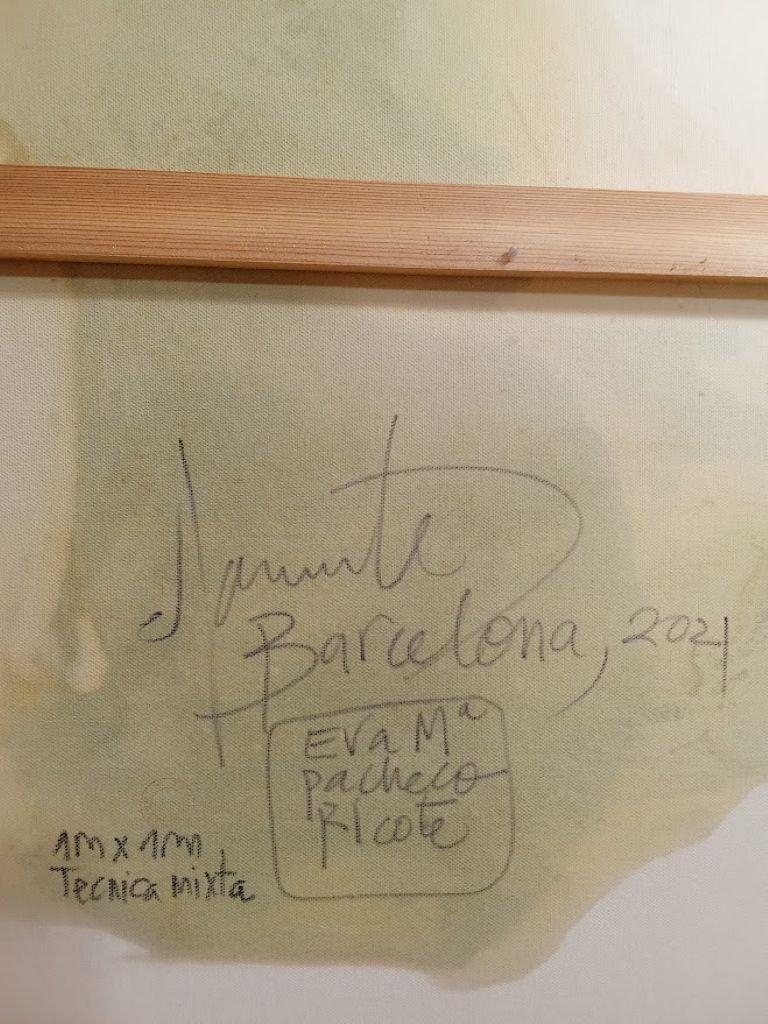 Barcelona, 2021
Eva Mª
pacheco
Ricote
1m x 1m
Tecnica mixta